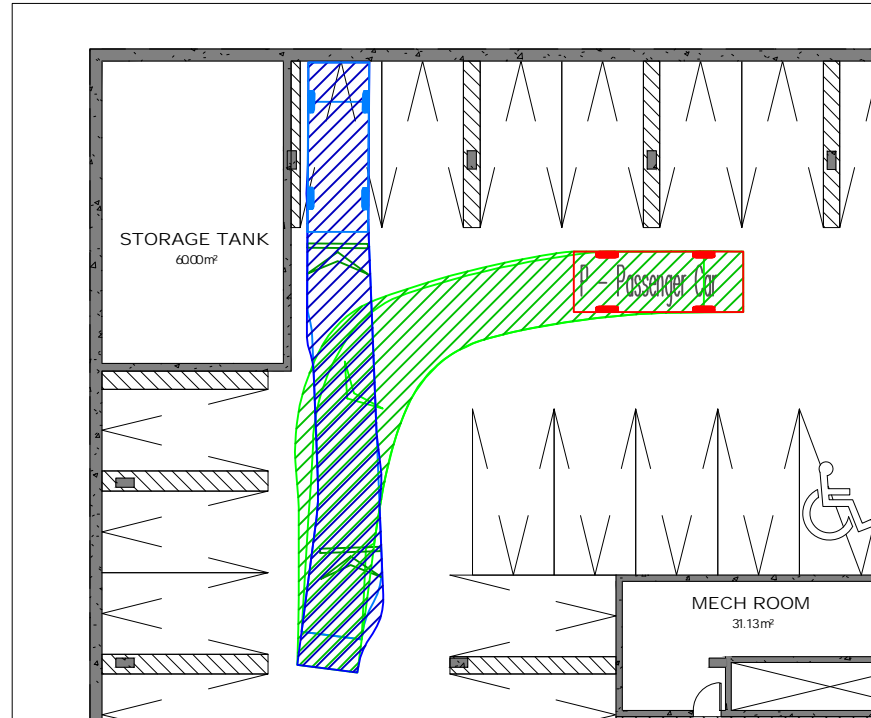 STORAGE TANK
60.00m²
P - Passenger Car
MECH ROOM
31.13m²